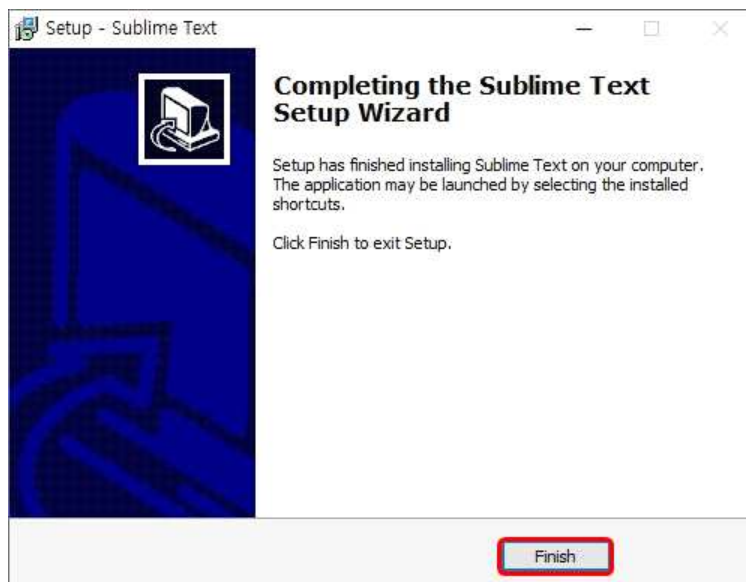 Setup - Sublime Text
Completing the Sublime Text
Setup Wizard
Setup has finished installing Sublime Text on your computer.
The application may be launched by selecting the installed
shortcuts.
Click Finish to exit Setup.
Finish